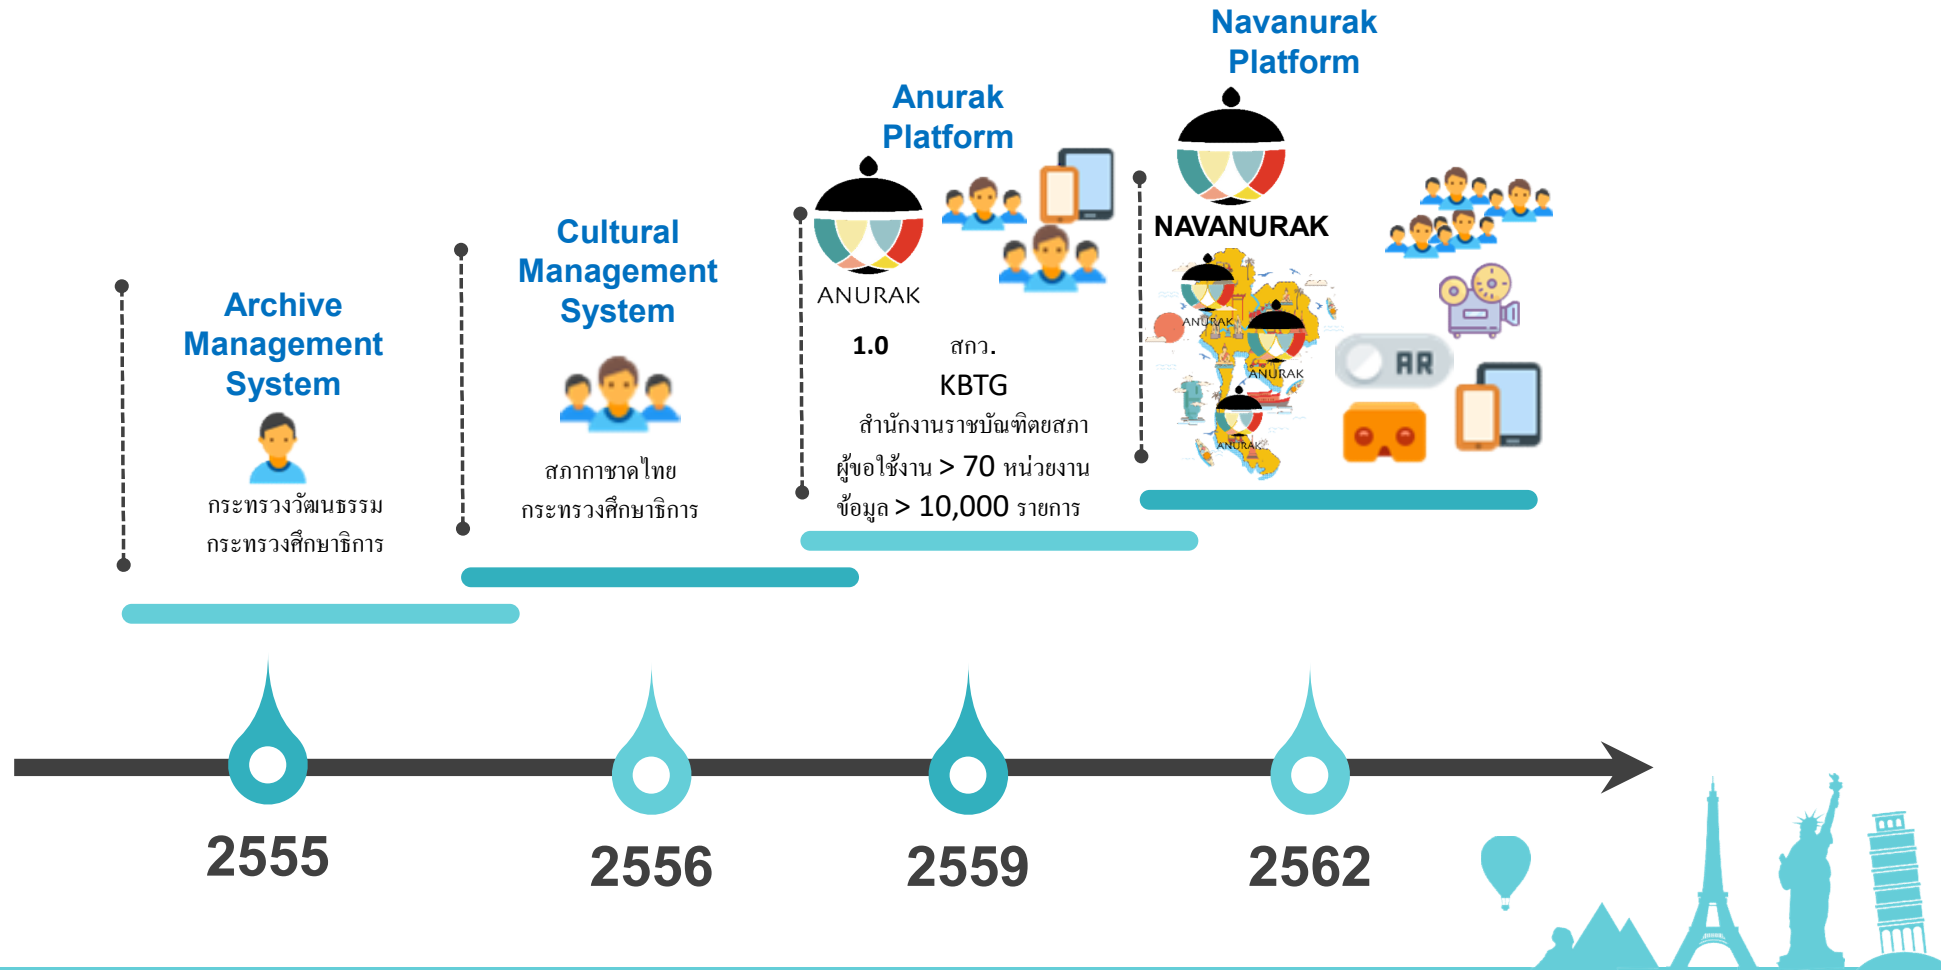 Archive
Management
System
กระทรวงวัฒนธรรม
กระทรวงศึกษาธิการ
Cultural
Management
System
สภากาชาดไทย
กระทรวงศึกษาธิการ
Anurak
Platform
ANURAK
1.0 สกว.
KBTG
สำนักงานราชบัณฑิตยสภา
ผู้ขอใช้งาน > 70 หน่วยงาน
ข้อมูล > 10,000 รายการ
Navanurak
Platform
NAVANURAK
ANURAK
ANURAK
ANURAK
AR
2555
2556
2559
2562